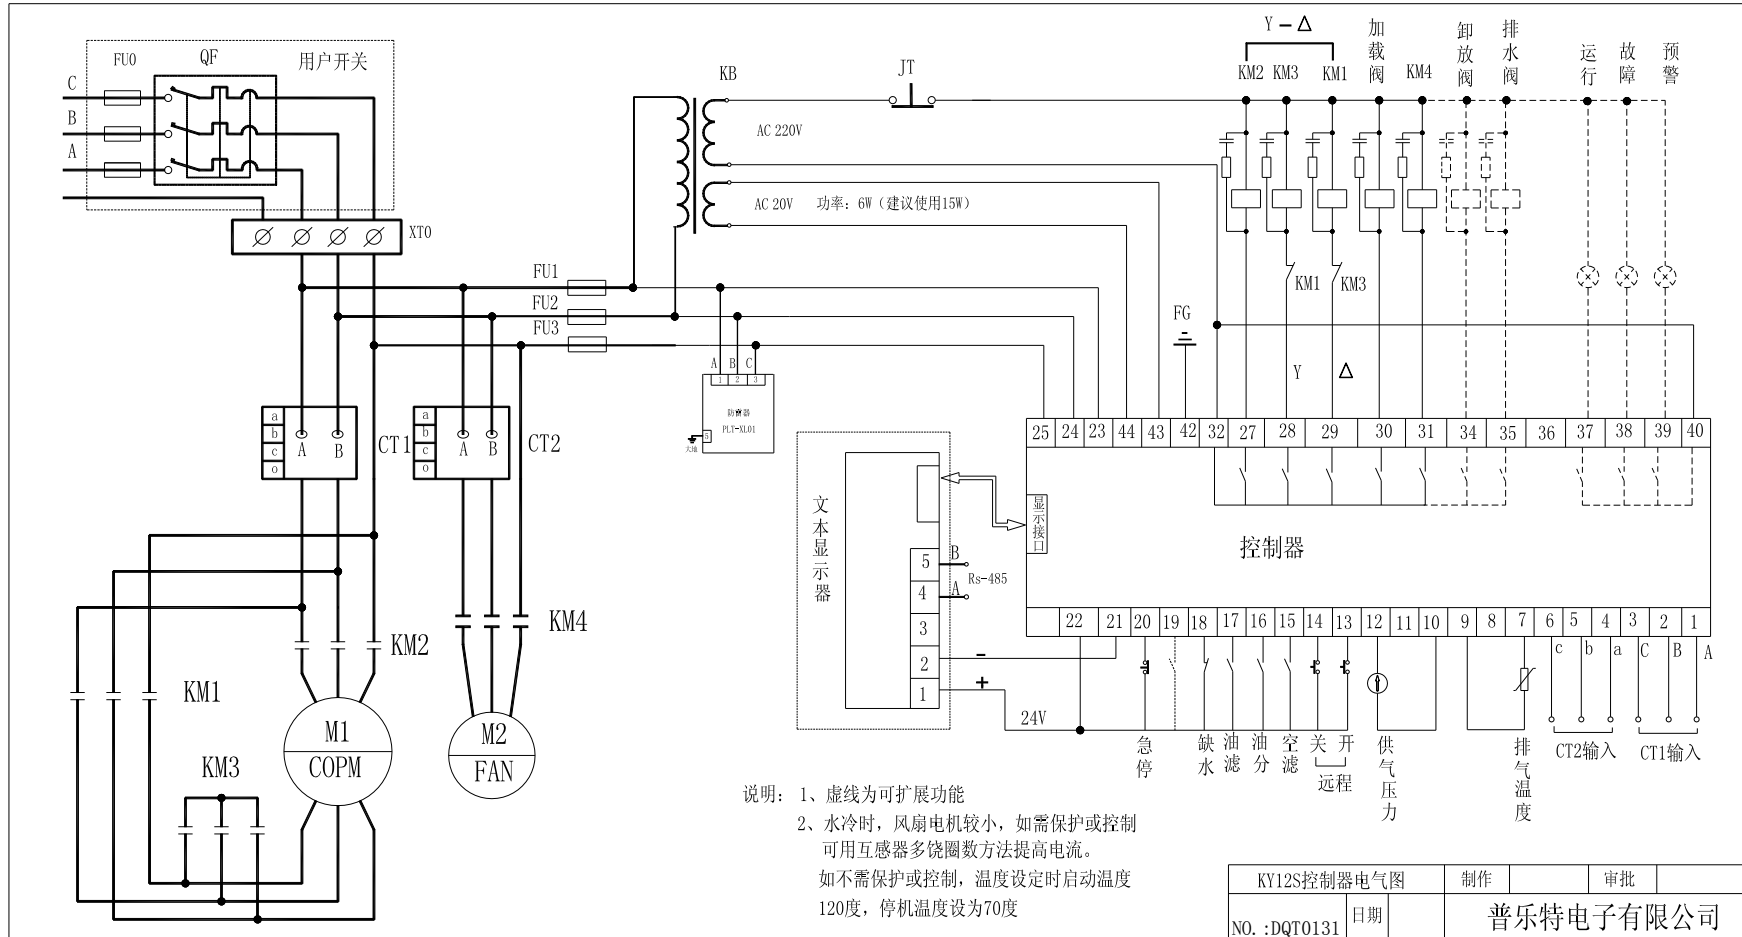 FU0 QF 用户开关
C
B
A
XT0
KB
AC 220V
AC 20V 功率: 6W (建议使用15W)
JT
Y - Δ
KM2 KM3 KM1 加载阀 KM4 卸放阀 排水阀 运行 故障 预警
KM1 KM3
Y Δ
FG
FU1
FU2
FU3
A B C
1 2 3
防雷器
PLT-XL01
5
大地
a
b
c
o
A B
CT1
a
b
c
o
A B
CT2
25 24 23 44 43 42 32 27 28 29 30 31 34 35 36 37 38 39 40
显示接口
控制器
文本显示器
5 B
4 A
Rs-485
3
2 -
1 +
24V
22 21 20 19 18 17 16 15 14 13 12 11 10 9 8 7 6 5 4 3 2 1
c b a C B A
急停 缺水 油滤 油分 空滤 关 开 供气压力 排气温度 CT2输入 CT1输入
远程
KM2
KM4
KM1
KM3
M1
COPM
M2
FAN
说明: 1、虚线为可扩展功能
2、水冷时, 风扇电机较小, 如需保护或控制
可用互感器多饶圈数方法提高电流。
如不需保护或控制, 温度设定时启动温度
120度, 停机温度设为70度
KY12S控制器电气图 制作 审批
NO.:DQT0131 日期 普乐特电子有限公司